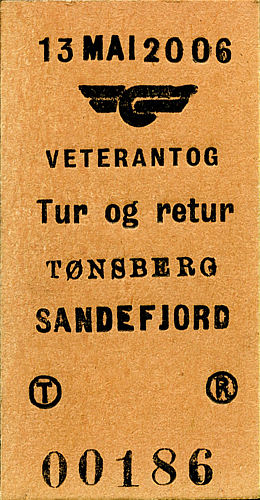 13 MAI 2006
VETERANTOG
Tur og retur
TØNSBERG
SANDEFJORD
T R
00186